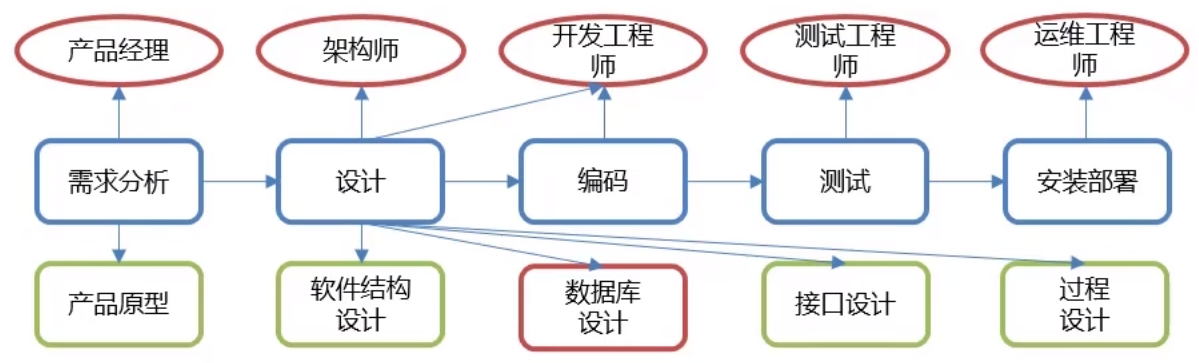 产品经理
架构师
开发工程
师
测试工程
师
运维工程
师
需求分析
设计
编码
测试
安装部署
产品原型
软件结构
设计
数据库
设计
接口设计
过程
设计